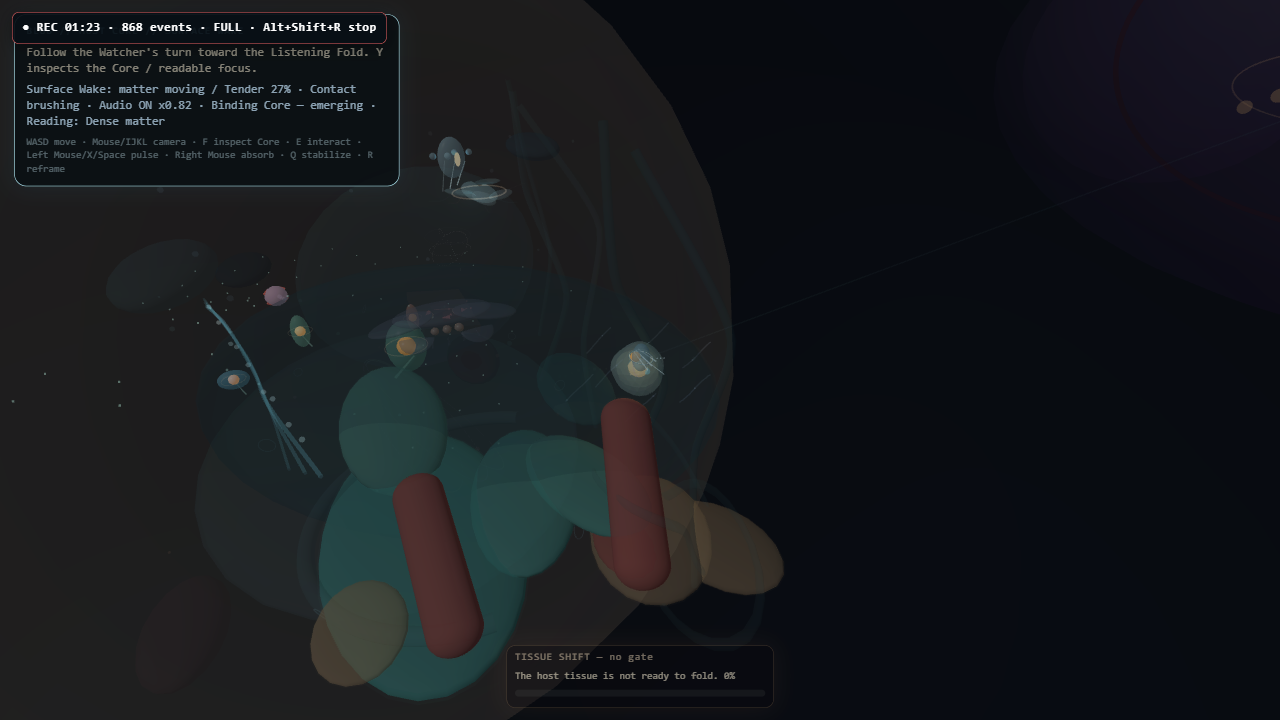 ● REC 01:23 · 868 events · FULL · Alt+Shift+R stop
Follow the Watcher's turn toward the Listening Fold. Y
inspects the Core / readable focus.
Surface Wake: matter moving / Tender 27% · Contact
brushing · Audio ON x0.82 · Binding Core — emerging ·
Reading: Dense matter
WASD move · Mouse/IJKL camera · F inspect Core · E interact ·
Left Mouse/X/Space pulse · Right Mouse absorb · Q stabilize · R
reframe
TISSUE SHIFT — no gate
The host tissue is not ready to fold. 0%